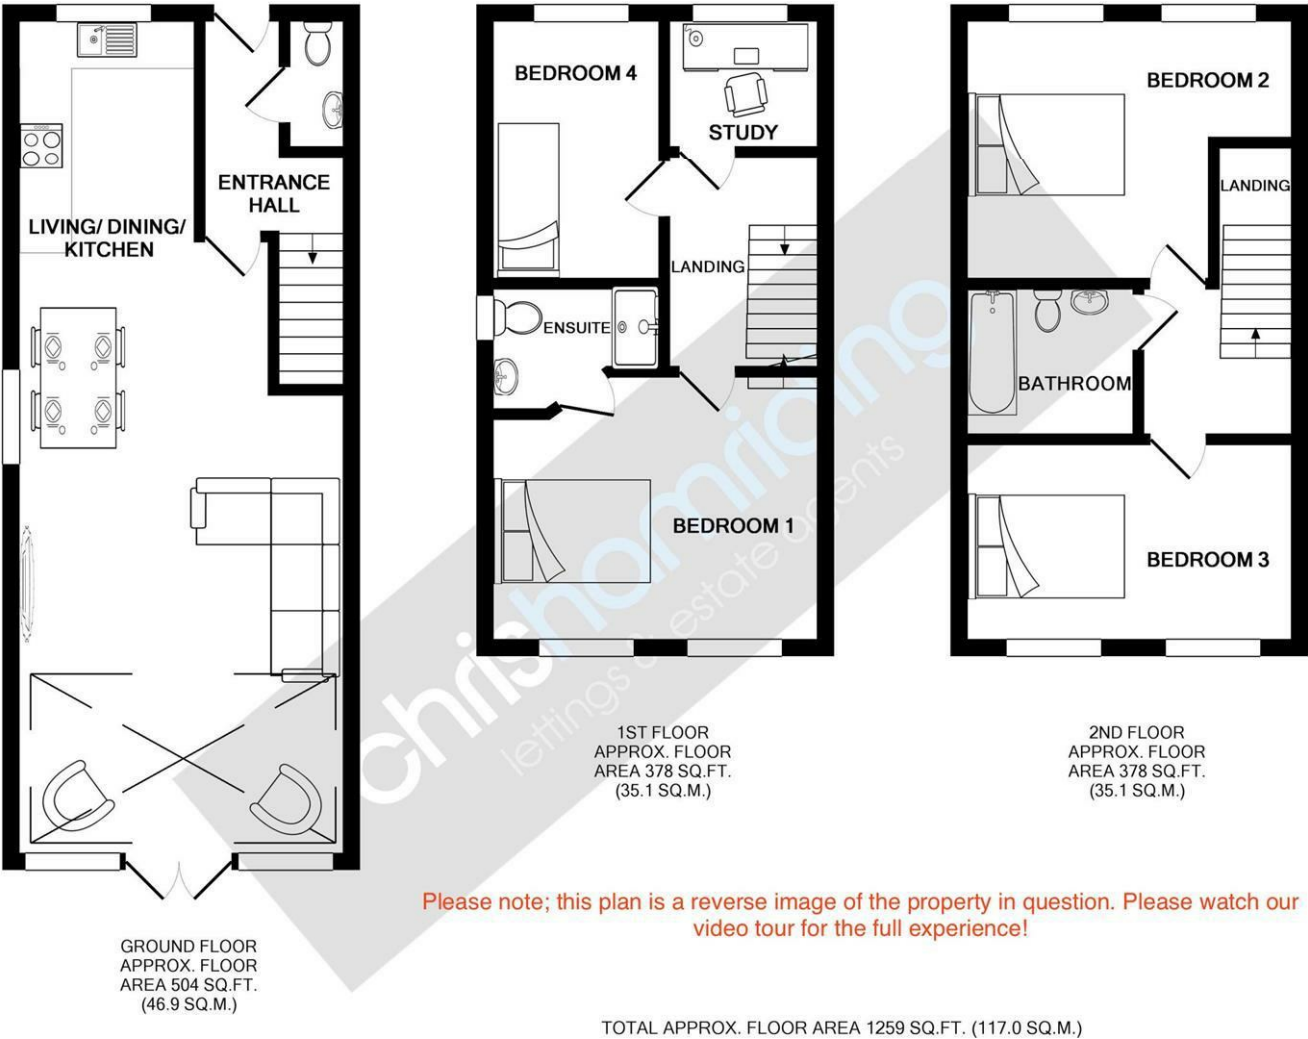 LIVING/ DINING/
KITCHEN
ENTRANCE
HALL
BEDROOM 4
STUDY
LANDING
ENSUITE
BEDROOM 1
BEDROOM 2
LANDING
BATHROOM
BEDROOM 3
chrishomriding
lettings & estate agents
GROUND FLOOR
APPROX. FLOOR
AREA 504 SQ.FT.
(46.9 SQ.M.)
1ST FLOOR
APPROX. FLOOR
AREA 378 SQ.FT.
(35.1 SQ.M.)
2ND FLOOR
APPROX. FLOOR
AREA 378 SQ.FT.
(35.1 SQ.M.)
Please note; this plan is a reverse image of the property in question. Please watch our
video tour for the full experience!
TOTAL APPROX. FLOOR AREA 1259 SQ.FT. (117.0 SQ.M.)